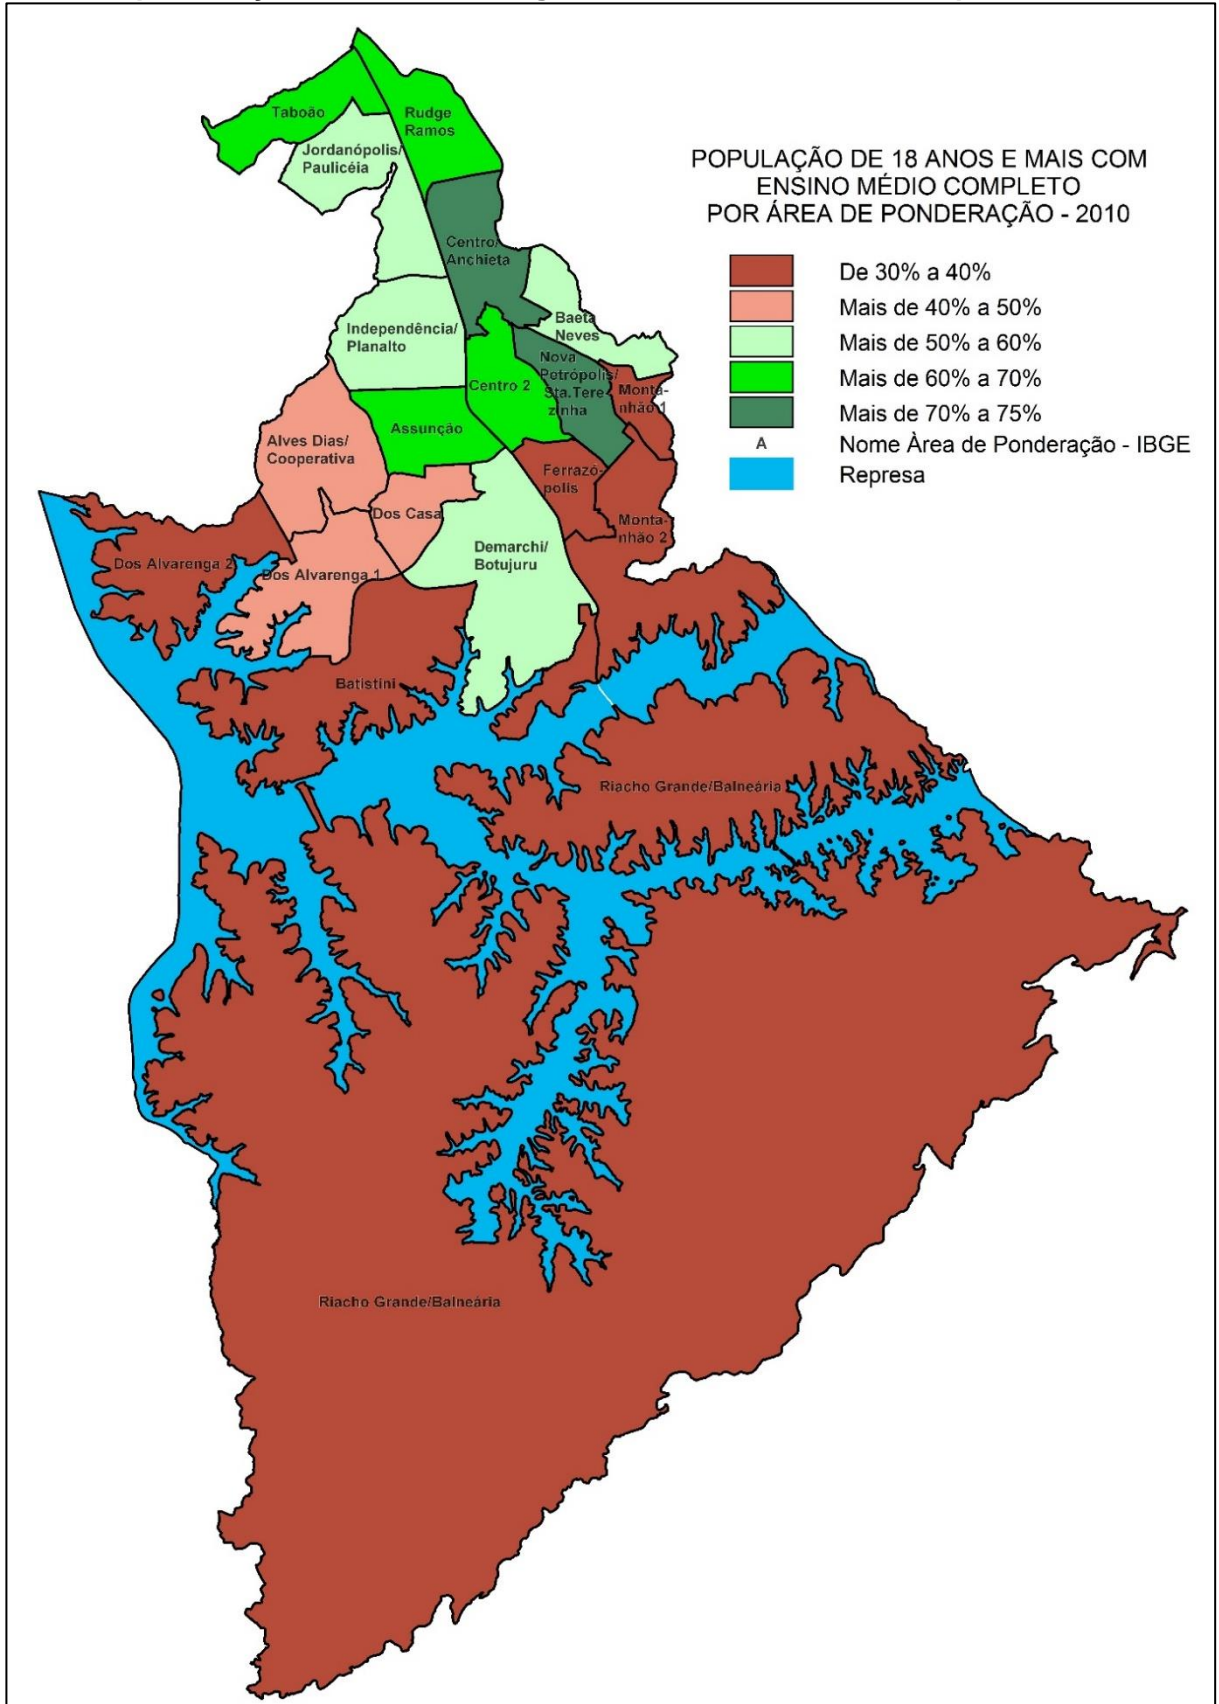 Taboão
Rudge
Ramos
Jordanópolis/
Paulicéia
POPULAÇÃO DE 18 ANOS E MAIS COM
ENSINO MÉDIO COMPLETO
POR ÁREA DE PONDERAÇÃO - 2010
De 30% a 40%
Mais de 40% a 50%
Mais de 50% a 60%
Mais de 60% a 70%
Mais de 70% a 75%
A Nome Àrea de Ponderação - IBGE
Represa
Centro/
Anchieta
Baeta
Neves
Independência/
Planalto
Nova
Petrópolis/
Sta.Tere-
zinha
Centro 2
Monta-
nhão 1
Assunção
Alves Dias/
Cooperativa
Ferrazó-
polis
Dos Casa
Monta-
nhão 2
Demarchi/
Botujuru
Dos Alvarenga 2
Dos Alvarenga 1
Batistini
Riacho Grande/Balneária
Riacho Grande/Balneária